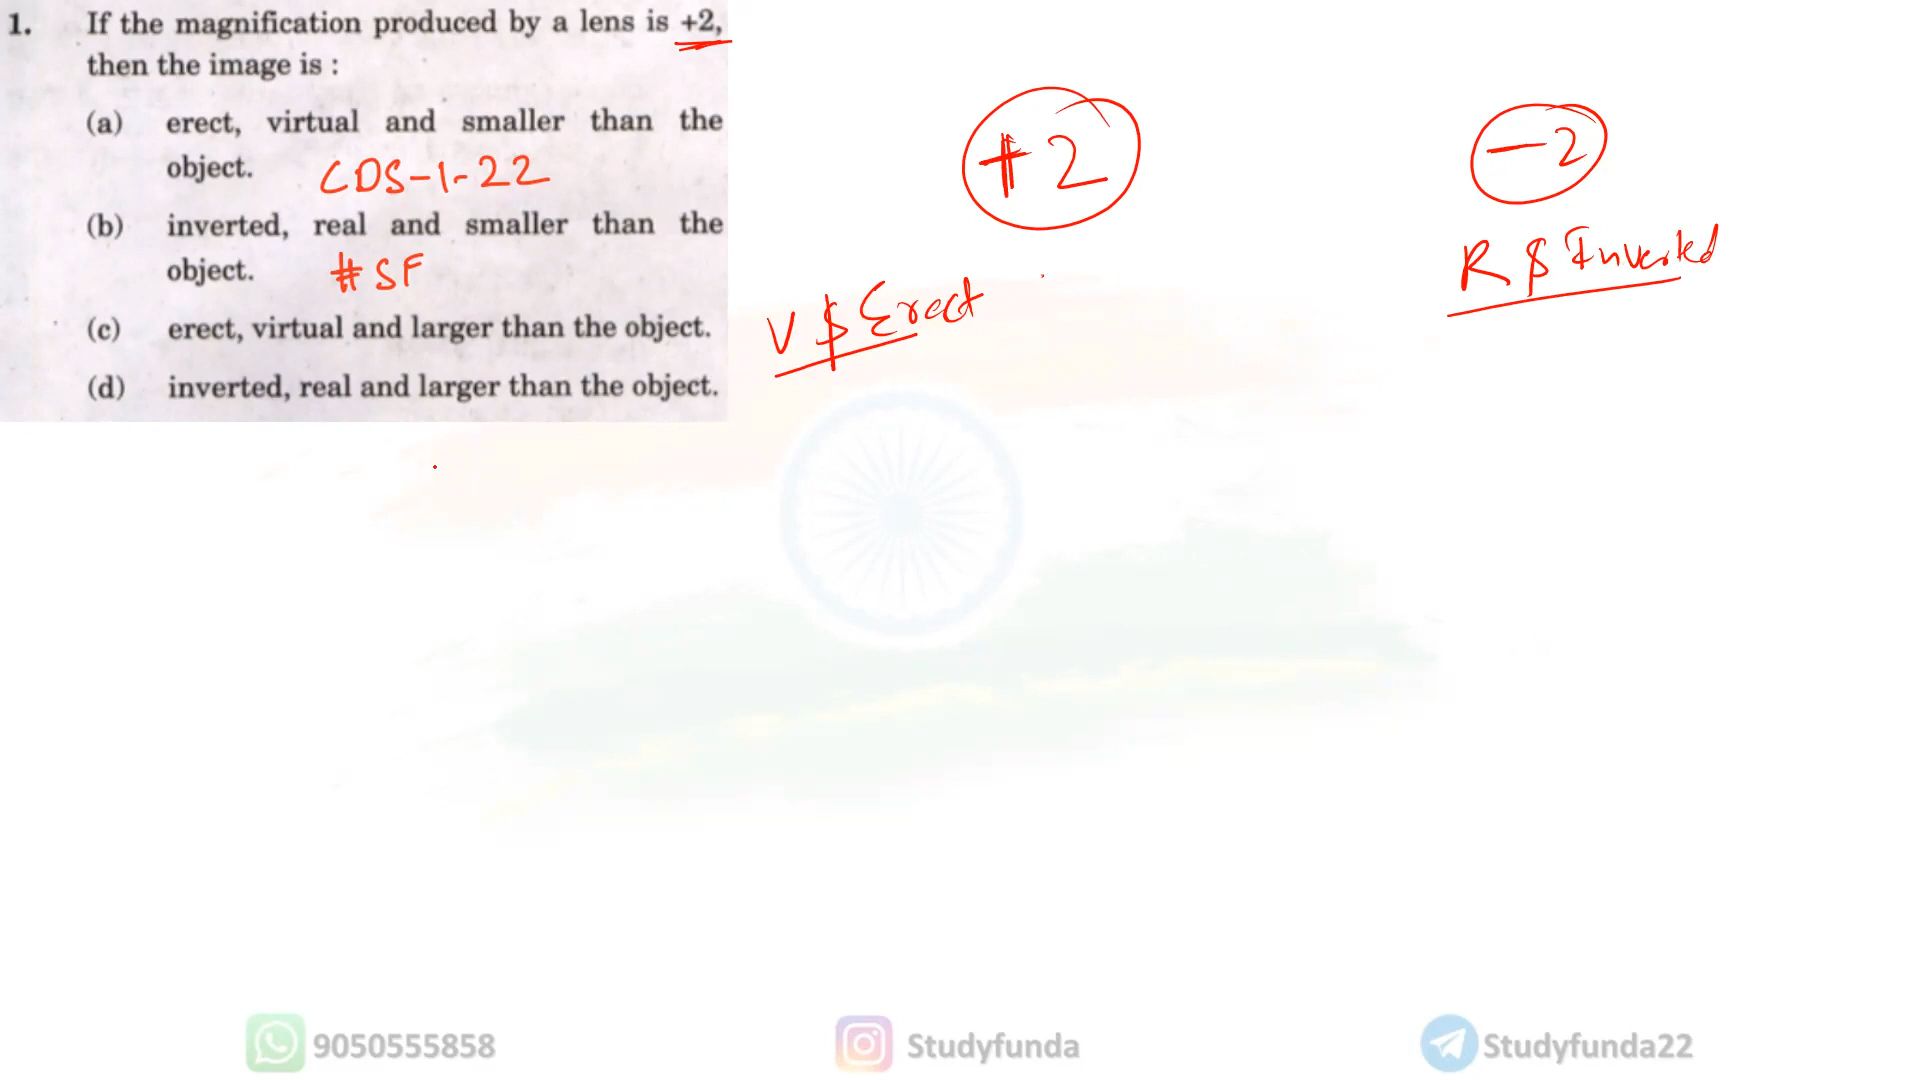 1. If the magnification produced by a lens is +2,
then the image is :
(a) erect, virtual and smaller than the
object.
CDS-1-22
(b) inverted, real and smaller than the
object.
#SF
(c) erect, virtual and larger than the object.
(d) inverted, real and larger than the object.
+2
V & Erect
-2
R & Inverted
9050555858
Studyfunda
Studyfunda22